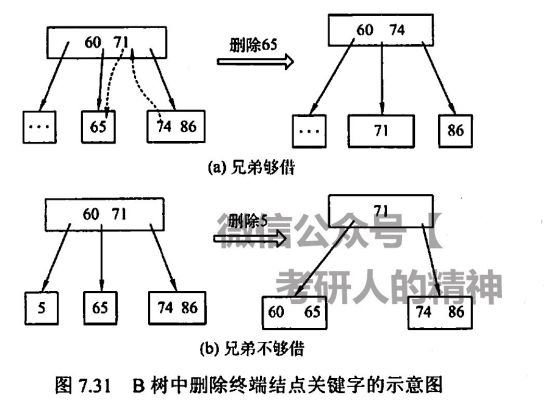 60 71
删除65
60 74
…
65
74 86
…
71
86
(a) 兄弟够借
60 71
删除5
71
微信公众号【
考研人的精神
5
65
74 86
60 65
74 86
(b) 兄弟不够借
图 7.31 B 树中删除终端结点关键字的示意图